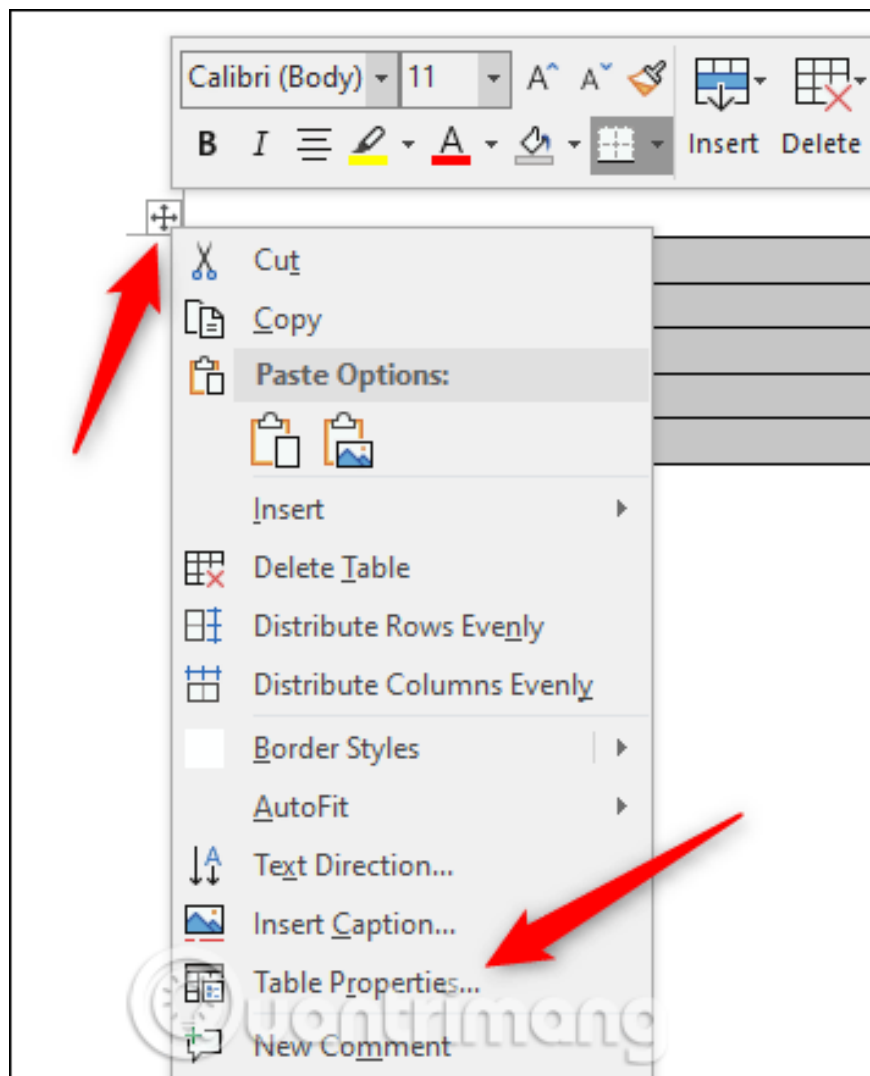 Calibri (Body) 11 A A
B I A Insert Delete
Cut
Copy
Paste Options:
Insert
Delete Table
Distribute Rows Evenly
Distribute Columns Evenly
Border Styles
AutoFit
A Text Direction...
Insert Caption...
Table Properties...
Quantrimang
New Comment